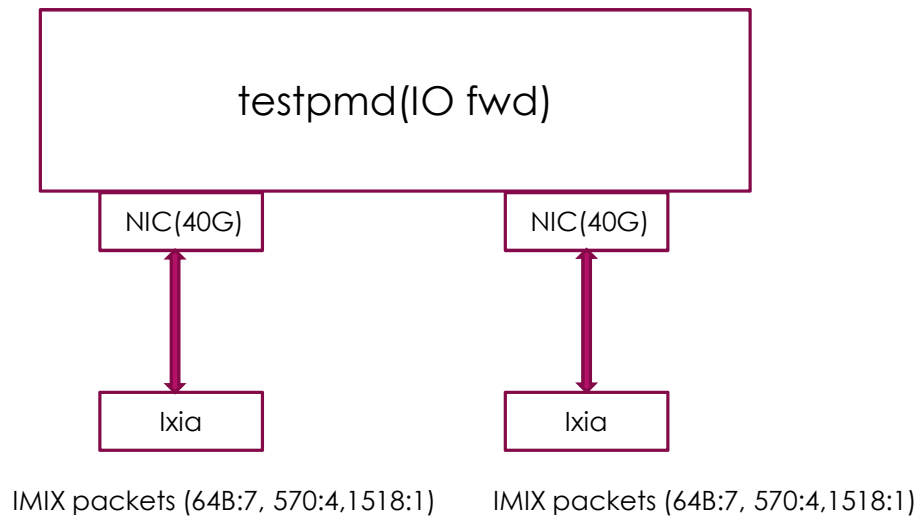 testpmd(IO fwd)
NIC(40G) NIC(40G)
Ixia Ixia
IMIX packets (64B:7, 570:4,1518:1) IMIX packets (64B:7, 570:4,1518:1)